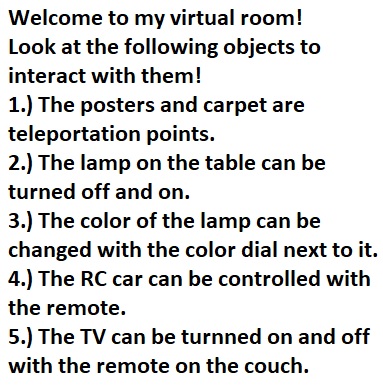 Welcome to my virtual room!
Look at the following objects to
interact with them!
1.) The posters and carpet are
teleportation points.
2.) The lamp on the table can be
turned off and on.
3.) The color of the lamp can be
changed with the color dial next to it.
4.) The RC car can be controlled with
the remote.
5.) The TV can be turnned on and off
with the remote on the couch.